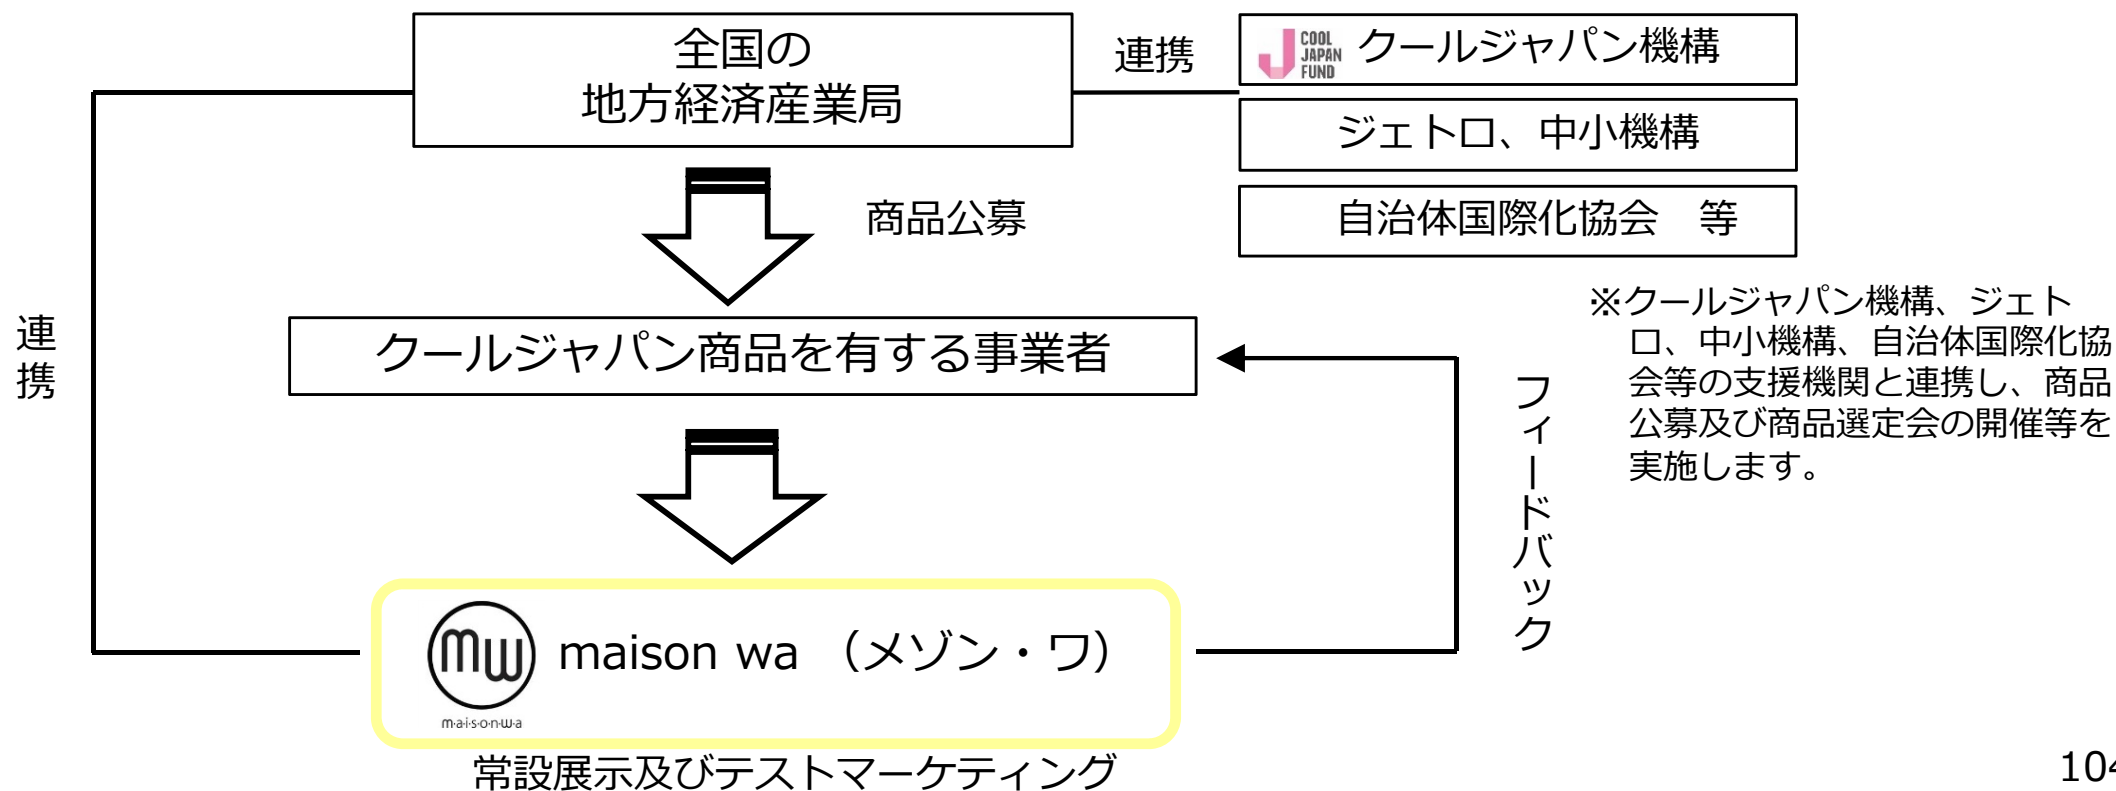 全国の
地方経済産業局
連携
COOL
JAPAN
FUND
クールジャパン機構
ジェトロ、中小機構
自治体国際化協会　等
商品公募
※クールジャパン機構、ジェト
ロ、中小機構、自治体国際化協
会等の支援機関と連携し、商品
公募及び商品選定会の開催等を
実施します。
連携
クールジャパン商品を有する事業者
フィードバック
mw
m·a·i·s·o·n·w·a
maison wa （メゾン・ワ）
常設展示及びテストマーケティング
104